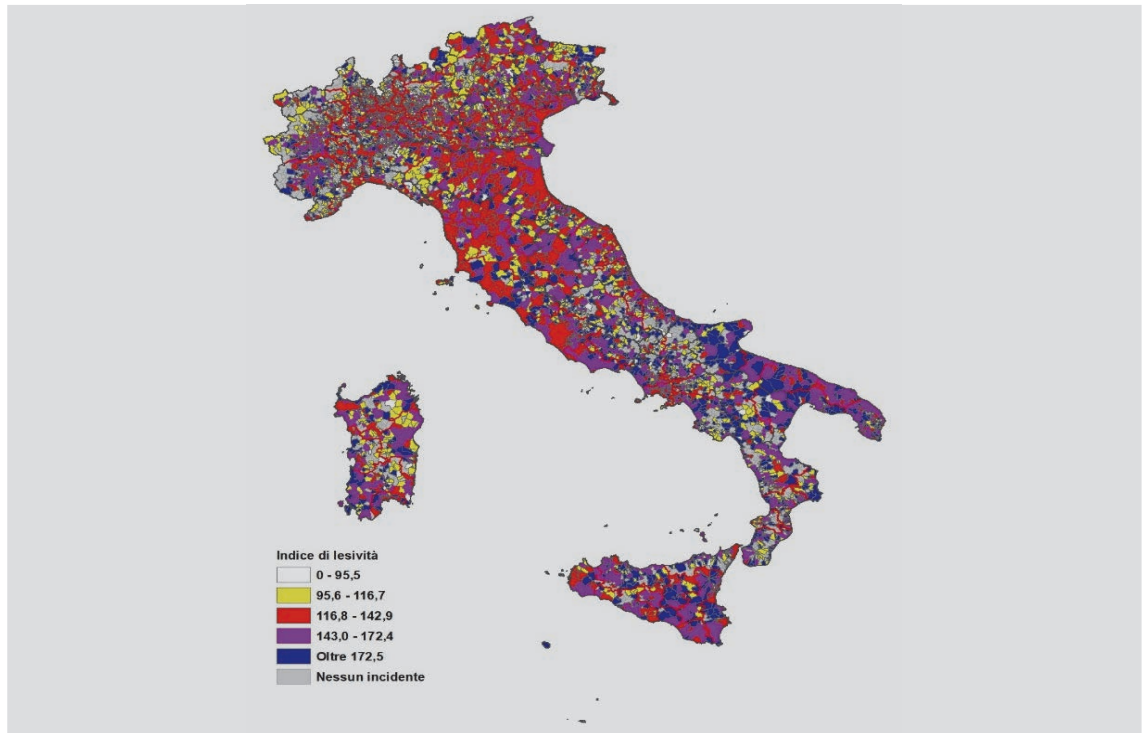 Indice di lesività
0 - 95,5
95,6 - 116,7
116,8 - 142,9
143,0 - 172,4
Oltre 172,5
Nessun incidente